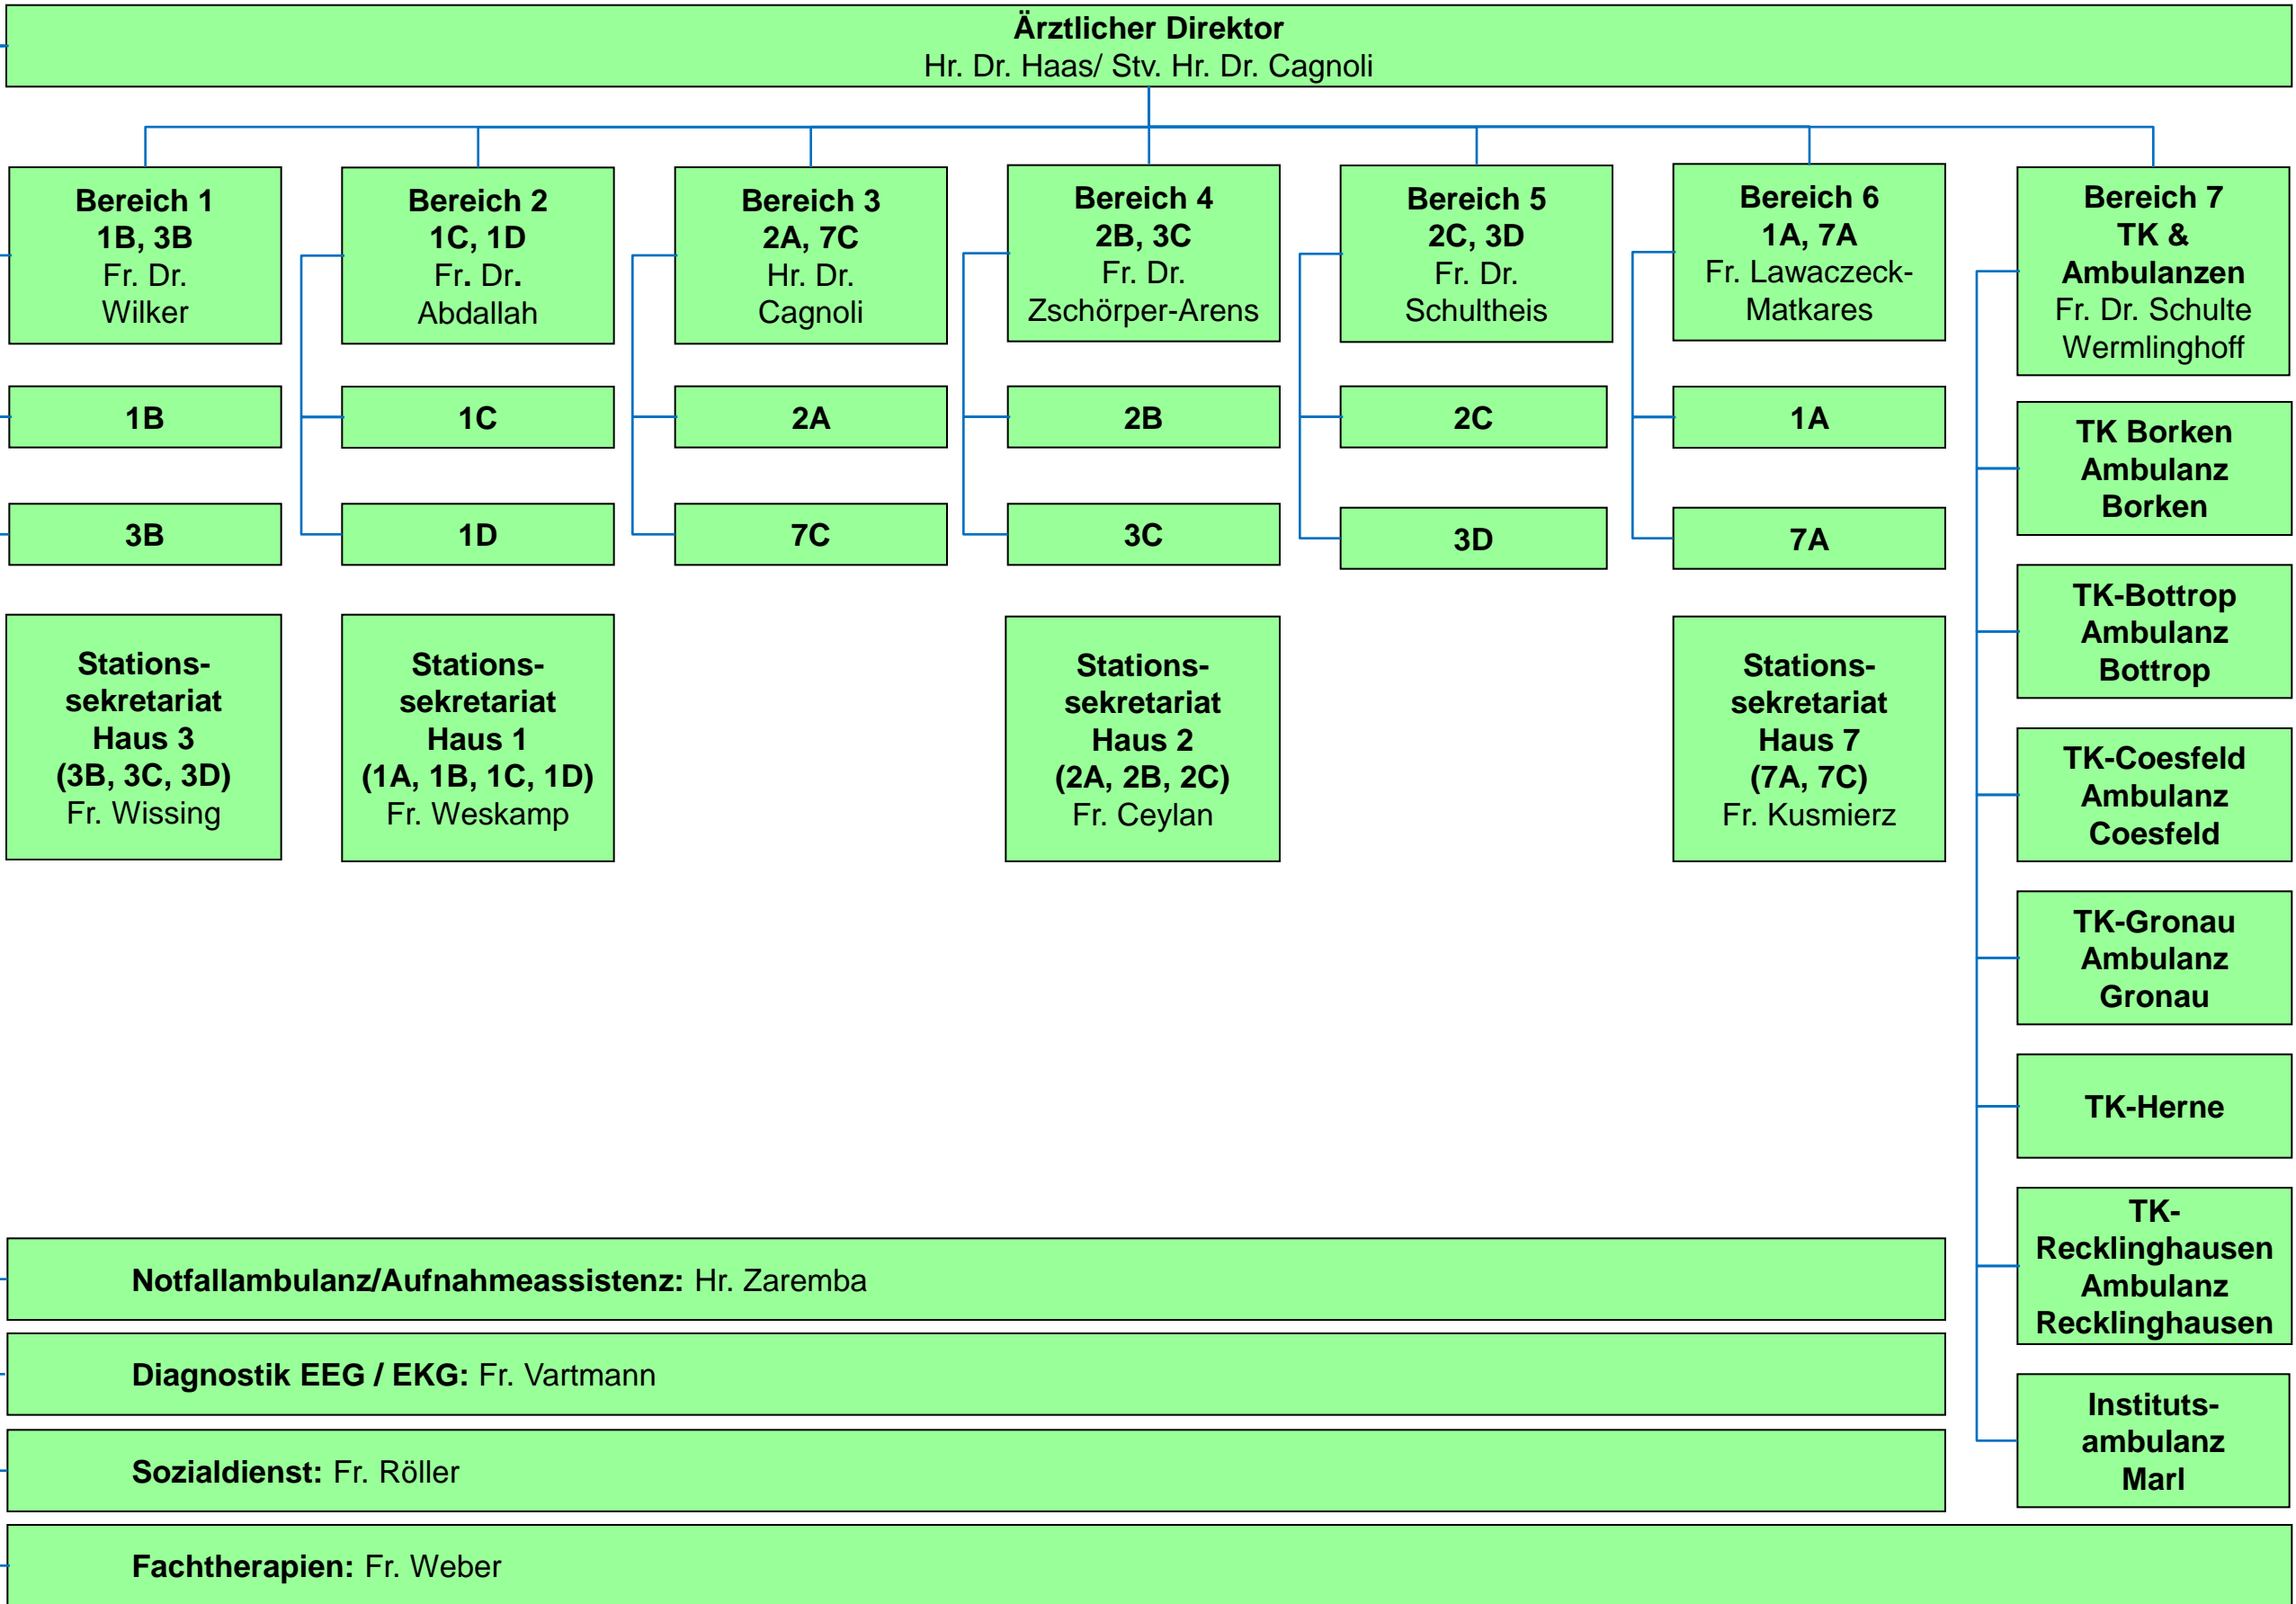 Ärztlicher Direktor
Hr. Dr. Haas/ Stv. Hr. Dr. Cagnoli
Bereich 1
1B, 3B
Fr. Dr.
Wilker
Bereich 2
1C, 1D
Fr. Dr.
Abdallah
Bereich 3
2A, 7C
Hr. Dr.
Cagnoli
Bereich 4
2B, 3C
Fr. Dr.
Zschörper-Arens
Bereich 5
2C, 3D
Fr. Dr.
Schultheis
Bereich 6
1A, 7A
Fr. Lawaczeck-
Matkares
Bereich 7
TK &
Ambulanzen
Fr. Dr. Schulte
Wermlinghoff
1B
1C
2A
2B
2C
1A
3B
1D
7C
3C
3D
7A
Stations-
sekretariat
Haus 3
(3B, 3C, 3D)
Fr. Wissing
Stations-
sekretariat
Haus 1
(1A, 1B, 1C, 1D)
Fr. Weskamp
Stations-
sekretariat
Haus 2
(2A, 2B, 2C)
Fr. Ceylan
Stations-
sekretariat
Haus 7
(7A, 7C)
Fr. Kusmierz
TK Borken
Ambulanz
Borken
TK-Bottrop
Ambulanz
Bottrop
TK-Coesfeld
Ambulanz
Coesfeld
TK-Gronau
Ambulanz
Gronau
TK-Herne
TK-
Recklinghausen
Ambulanz
Recklinghausen
Instituts-
ambulanz
Marl
Notfallambulanz/Aufnahmeassistenz: Hr. Zaremba
Diagnostik EEG / EKG: Fr. Vartmann
Sozialdienst: Fr. Röller
Fachtherapien: Fr. Weber